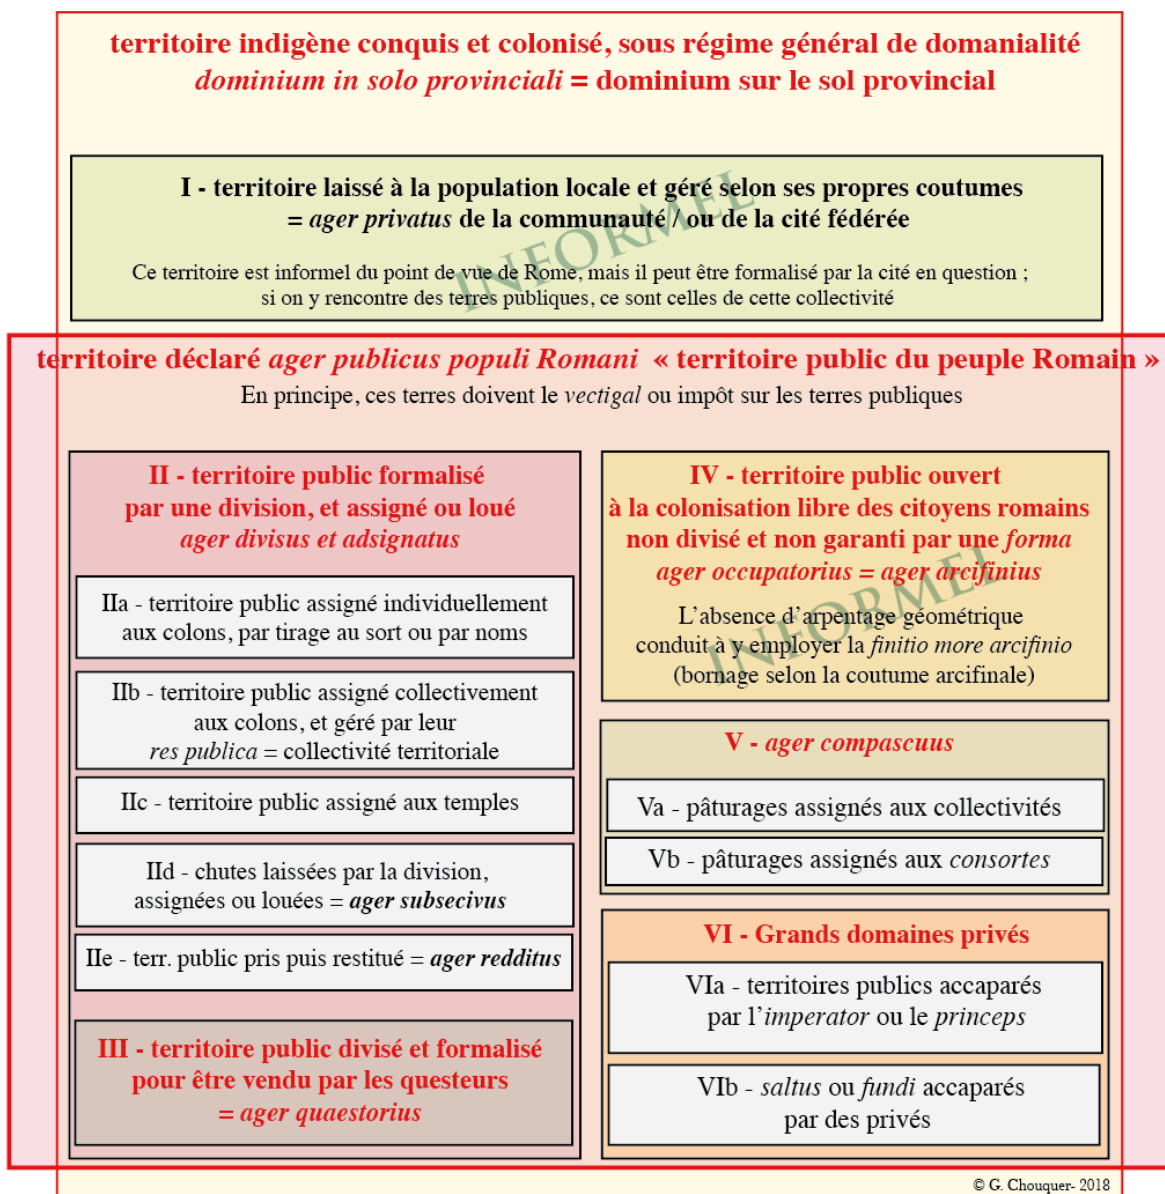 territoire indigène conquis et colonisé, sous régime général de domanialité
dominium in solo provinciali = dominium sur le sol provincial
I - territoire laissé à la population locale et géré selon ses propres coutumes
= ager privatus de la communauté / ou de la cité fédérée
INFORMEL
Ce territoire est informel du point de vue de Rome, mais il peut être formalisé par la cité en question ;
si on y rencontre des terres publiques, ce sont celles de cette collectivité
territoire déclaré ager publicus populi Romani « territoire public du peuple Romain »
En principe, ces terres doivent le vectigal ou impôt sur les terres publiques
II - territoire public formalisé
par une division, et assigné ou loué
ager divisus et adsignatus
IIa - territoire public assigné individuellement
aux colons, par tirage au sort ou par noms
IIb - territoire public assigné collectivement
aux colons, et géré par leur
res publica = collectivité territoriale
IIc - territoire public assigné aux temples
IId - chutes laissées par la division,
assignées ou louées = ager subsecivus
IIe - terr. public pris puis restitué = ager redditus
III - territoire public divisé et formalisé
pour être vendu par les questeurs
= ager quaestorius
IV - territoire public ouvert
à la colonisation libre des citoyens romains
non divisé et non garanti par une forma
ager occupatorius = ager arcifinius
INFORMEL
L'absence d'arpentage géométrique
conduit à y employer la finitio more arcifinio
(bornage selon la coutume arcifinale)
V - ager compascuus
Va - pâturages assignés aux collectivités
Vb - pâturages assignés aux consortes
VI - Grands domaines privés
VIa - territoires publics accaparés
par l'imperator ou le princeps
VIb - saltus ou fundi accaparés
par des privés
© G. Chouquer- 2018